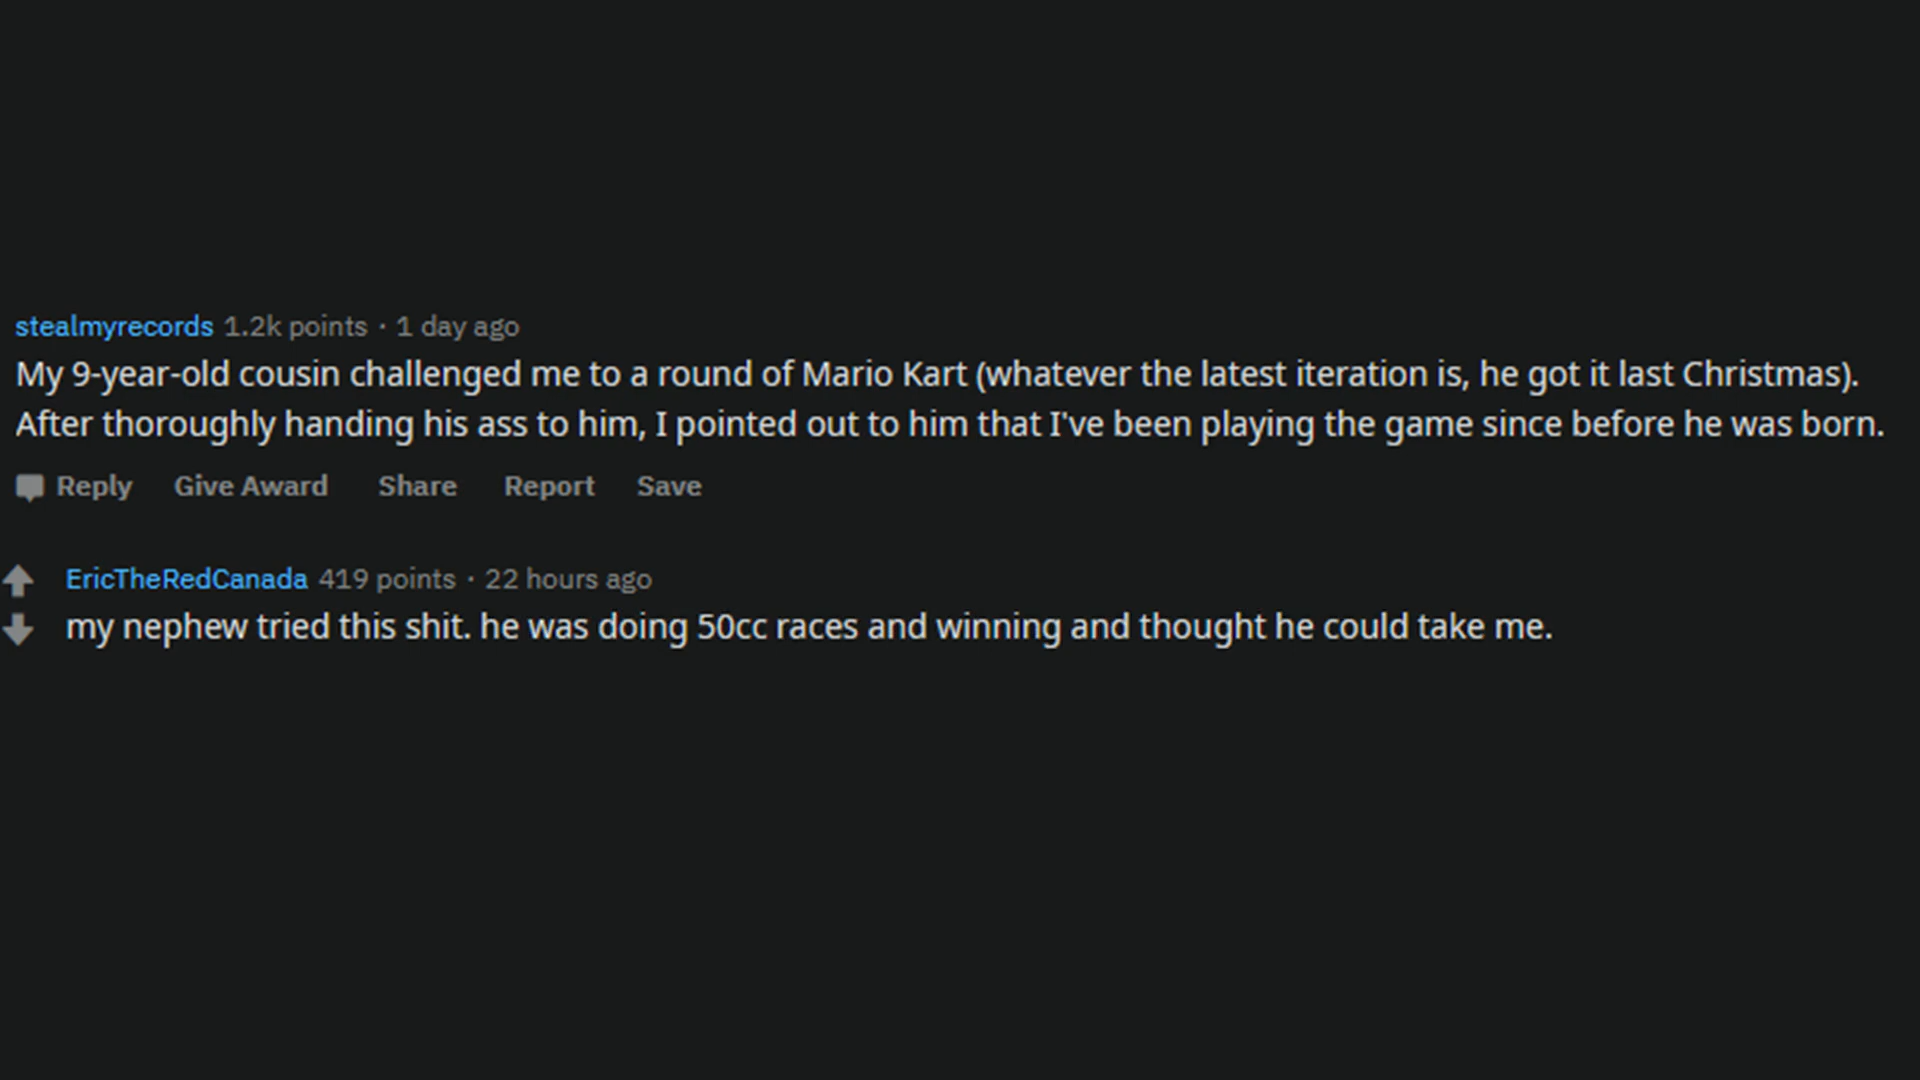 stealmyrecords 1.2k points · 1 day ago
My 9-year-old cousin challenged me to a round of Mario Kart (whatever the latest iteration is, he got it last Christmas).
After thoroughly handing his ass to him, I pointed out to him that I've been playing the game since before he was born.
Reply Give Award Share Report Save
EricTheRedCanada 419 points · 22 hours ago
my nephew tried this shit. he was doing 50cc races and winning and thought he could take me.